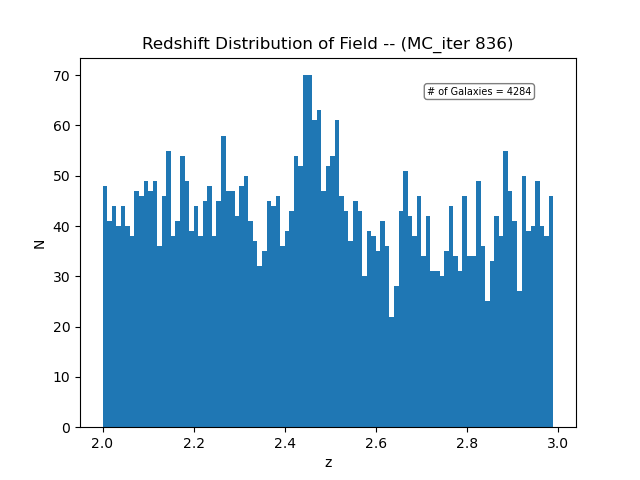 Redshift Distribution of Field -- (MC_iter 836)
# of Galaxies = 4284
70
60
50
40
30
20
10
0
N
2.0 2.2 2.4 2.6 2.8 3.0
z